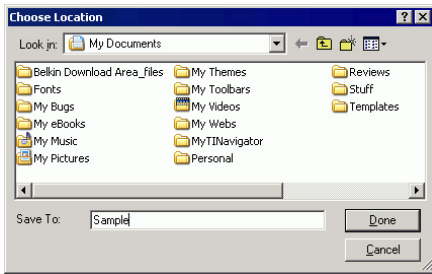 Choose Location
Look in: My Documents
Belkin Download Area_files
Fonts
My Bugs
My eBooks
My Music
My Pictures
My Themes
My Toolbars
My Videos
My Webs
MyTINavigator
Personal
Reviews
Stuff
Templates
Save To: Sample
Done
Cancel